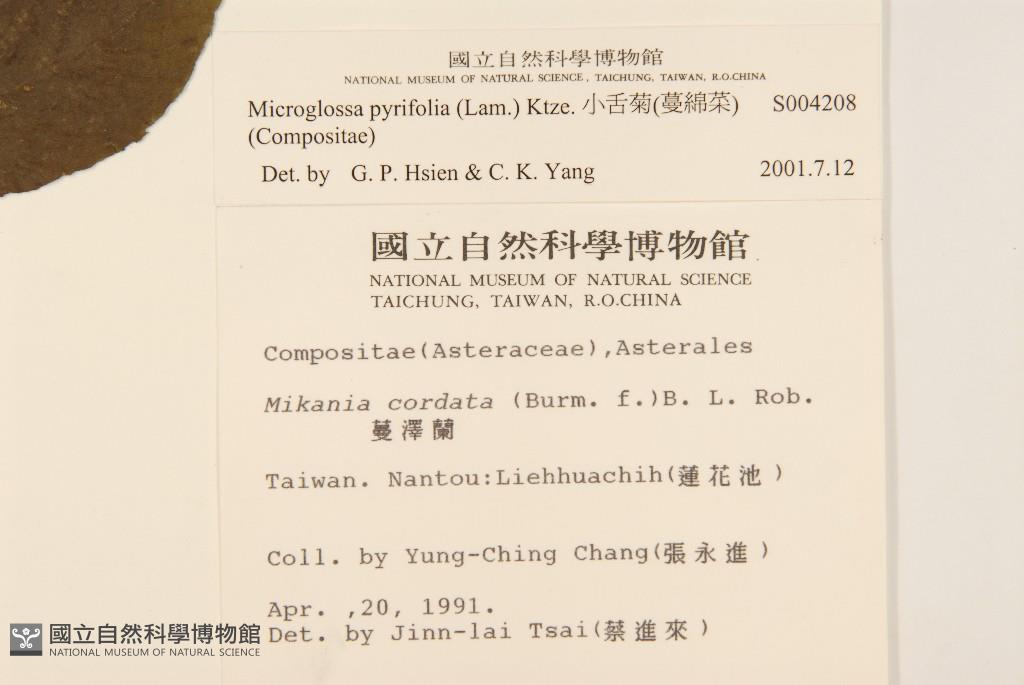 國立自然科學博物館
NATIONAL MUSEUM OF NATURAL SCIENCE, TAICHUNG, TAIWAN, R.O.CHINA
Microglossa pyrifolia (Lam.) Ktze. 小舌菊(蔓綿菜) S004208
(Compositae)
Det. by G. P. Hsien & C. K. Yang 2001.7.12
國立自然科學博物館
NATIONAL MUSEUM OF NATURAL SCIENCE
TAICHUNG, TAIWAN, R.O.CHINA
Compositae(Asteraceae),Asterales
Mikania cordata (Burm. f.)B. L. Rob.
蔓澤蘭
Taiwan. Nantou:Liehhuachih(蓮花池)
Coll. by Yung-Ching Chang(張永進)
Apr. ,20, 1991.
Det. by Jinn-lai Tsai(蔡進來)
國立自然科學博物館
NATIONAL MUSEUM OF NATURAL SCIENCE